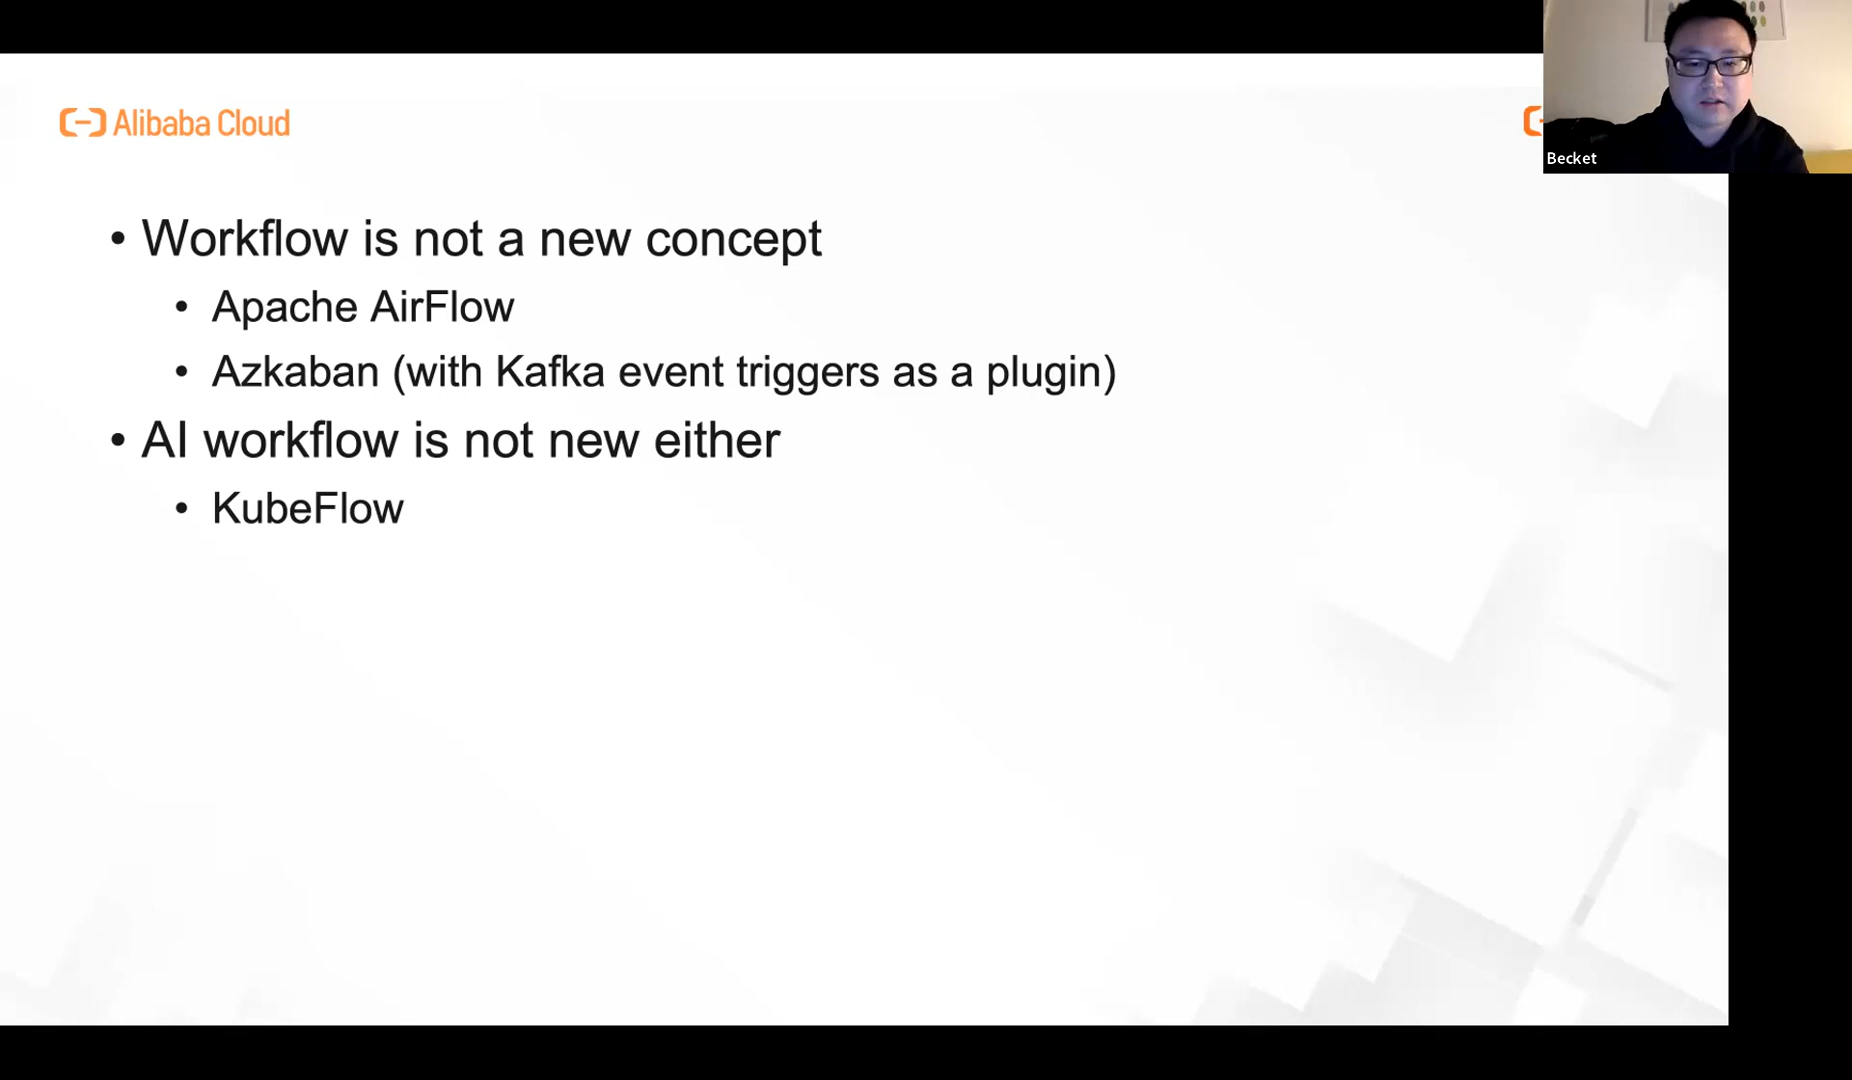 Alibaba Cloud
Becket
• Workflow is not a new concept
• Apache AirFlow
• Azkaban (with Kafka event triggers as a plugin)
• AI workflow is not new either
• KubeFlow